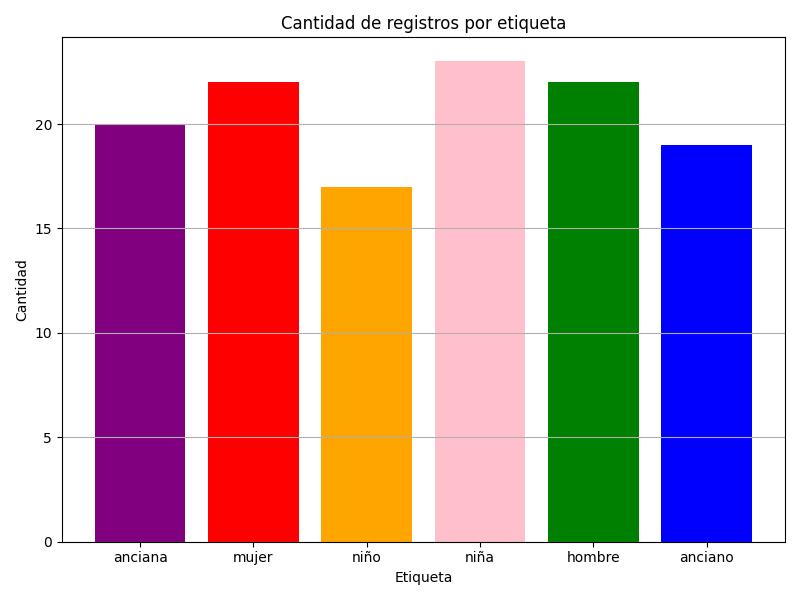 Cantidad de registros por etiqueta
Cantidad
20
15
10
5
0
anciana mujer niño niña hombre anciano
Etiqueta